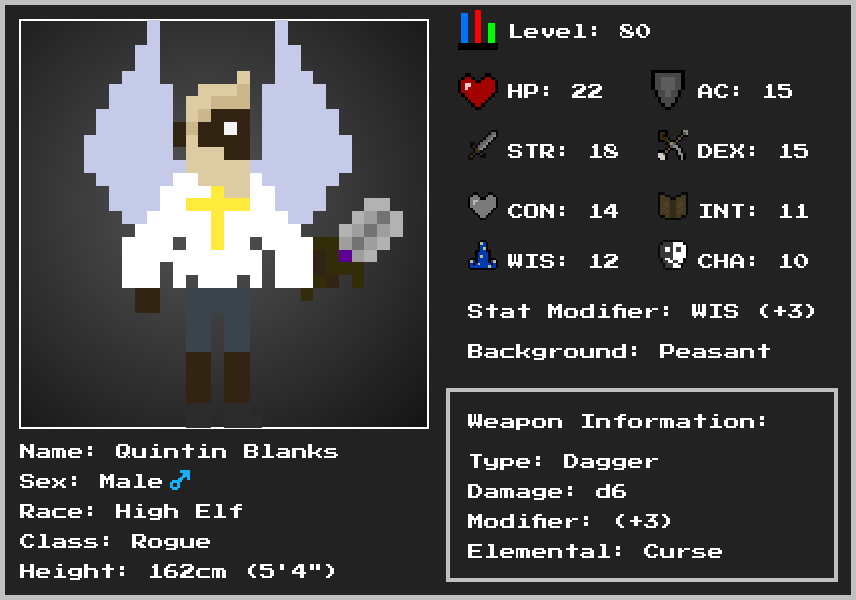 Level: 80
HP: 22
AC: 15
STR: 18
DEX: 15
CON: 14
INT: 11
WIS: 12
CHA: 10
Stat Modifier: WIS (+3)
Background: Peasant
Weapon Information:
Type: Dagger
Damage: d6
Modifier: (+3)
Elemental: Curse
Name: Quintin Blanks
Sex: Male♂
Race: High Elf
Class: Rogue
Height: 162cm (5'4")